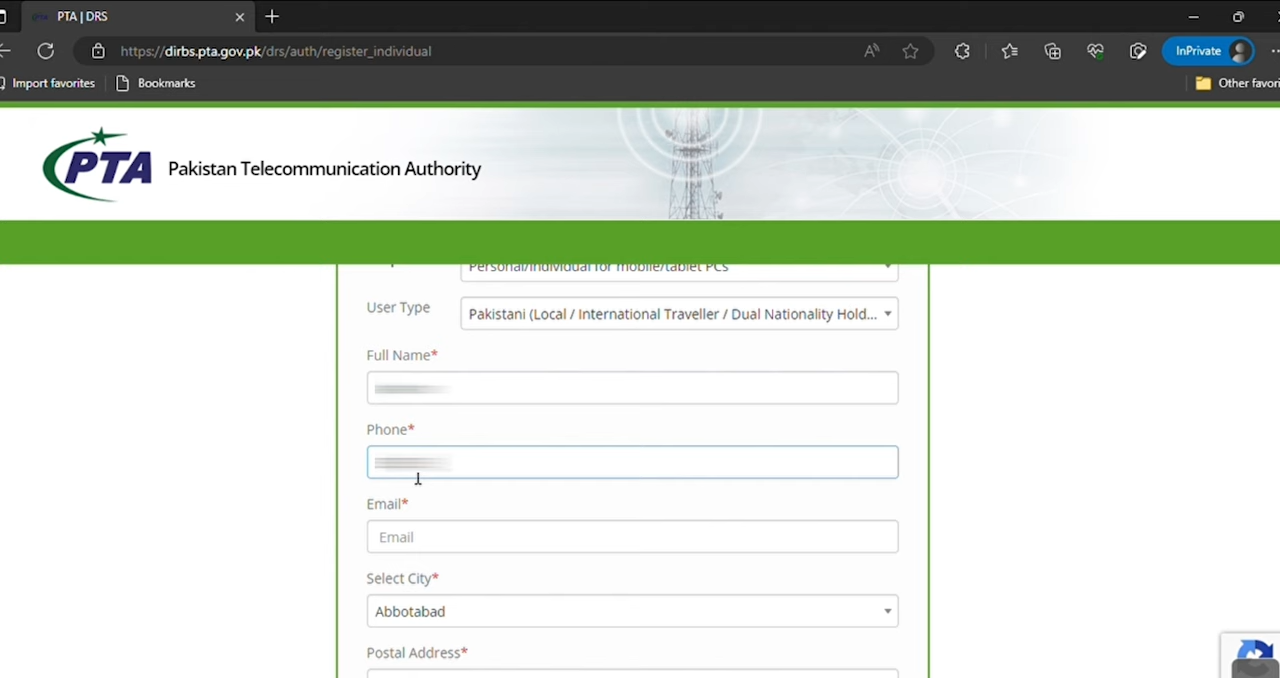 PTA | DRS
https://dirbs.pta.gov.pk/drs/auth/register_individual
InPrivate
Import favorites
Bookmarks
Other favori
PTA
Pakistan Telecommunication Authority
Personal/Individual for mobile/tablet PCs
User Type
Pakistani (Local / International Traveller / Dual Nationality Hold...
Full Name*
Phone*
Email*
Email
Select City*
Abbotabad
Postal Address*